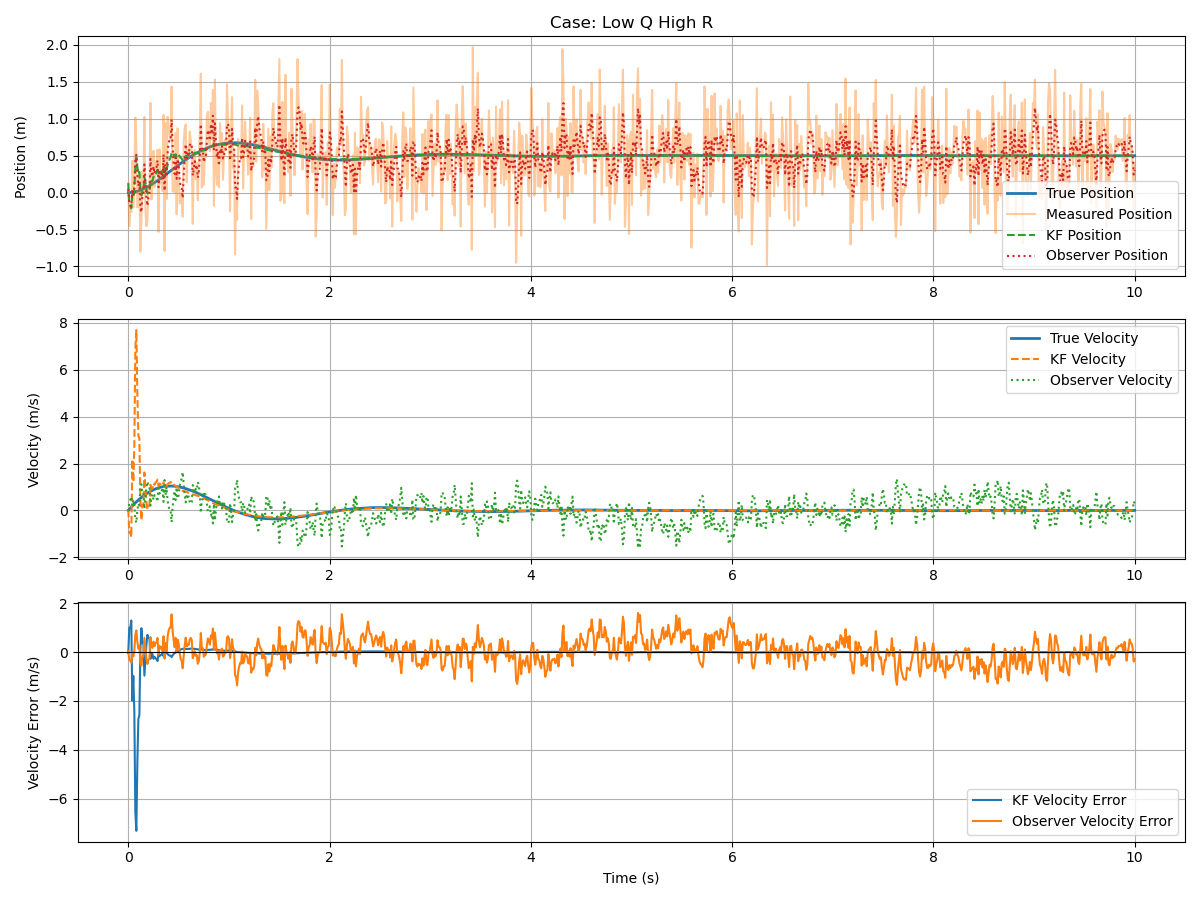 Case: Low Q High R
Position (m)
2.0
1.5
1.0
0.5
0.0
−0.5
−1.0
True Position
Measured Position
KF Position
Observer Position
0 2 4 6 8 10
Velocity (m/s)
8
6
4
2
0
−2
True Velocity
KF Velocity
Observer Velocity
0 2 4 6 8 10
Velocity Error (m/s)
2
0
−2
−4
−6
KF Velocity Error
Observer Velocity Error
0 2 4 6 8 10
Time (s)